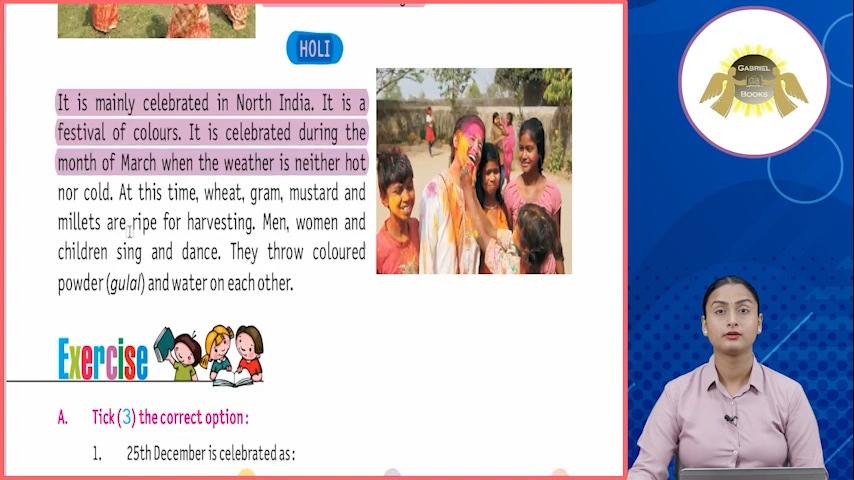 HOLI
It is mainly celebrated in North India. It is a
festival of colours. It is celebrated during the
month of March when the weather is neither hot
nor cold. At this time, wheat, gram, mustard and
millets are ripe for harvesting. Men, women and
children sing and dance. They throw coloured
powder (gulal) and water on each other.
Exercise
A. Tick (3) the correct option :
1. 25th December is celebrated as :
GABRIEL
BOOKS